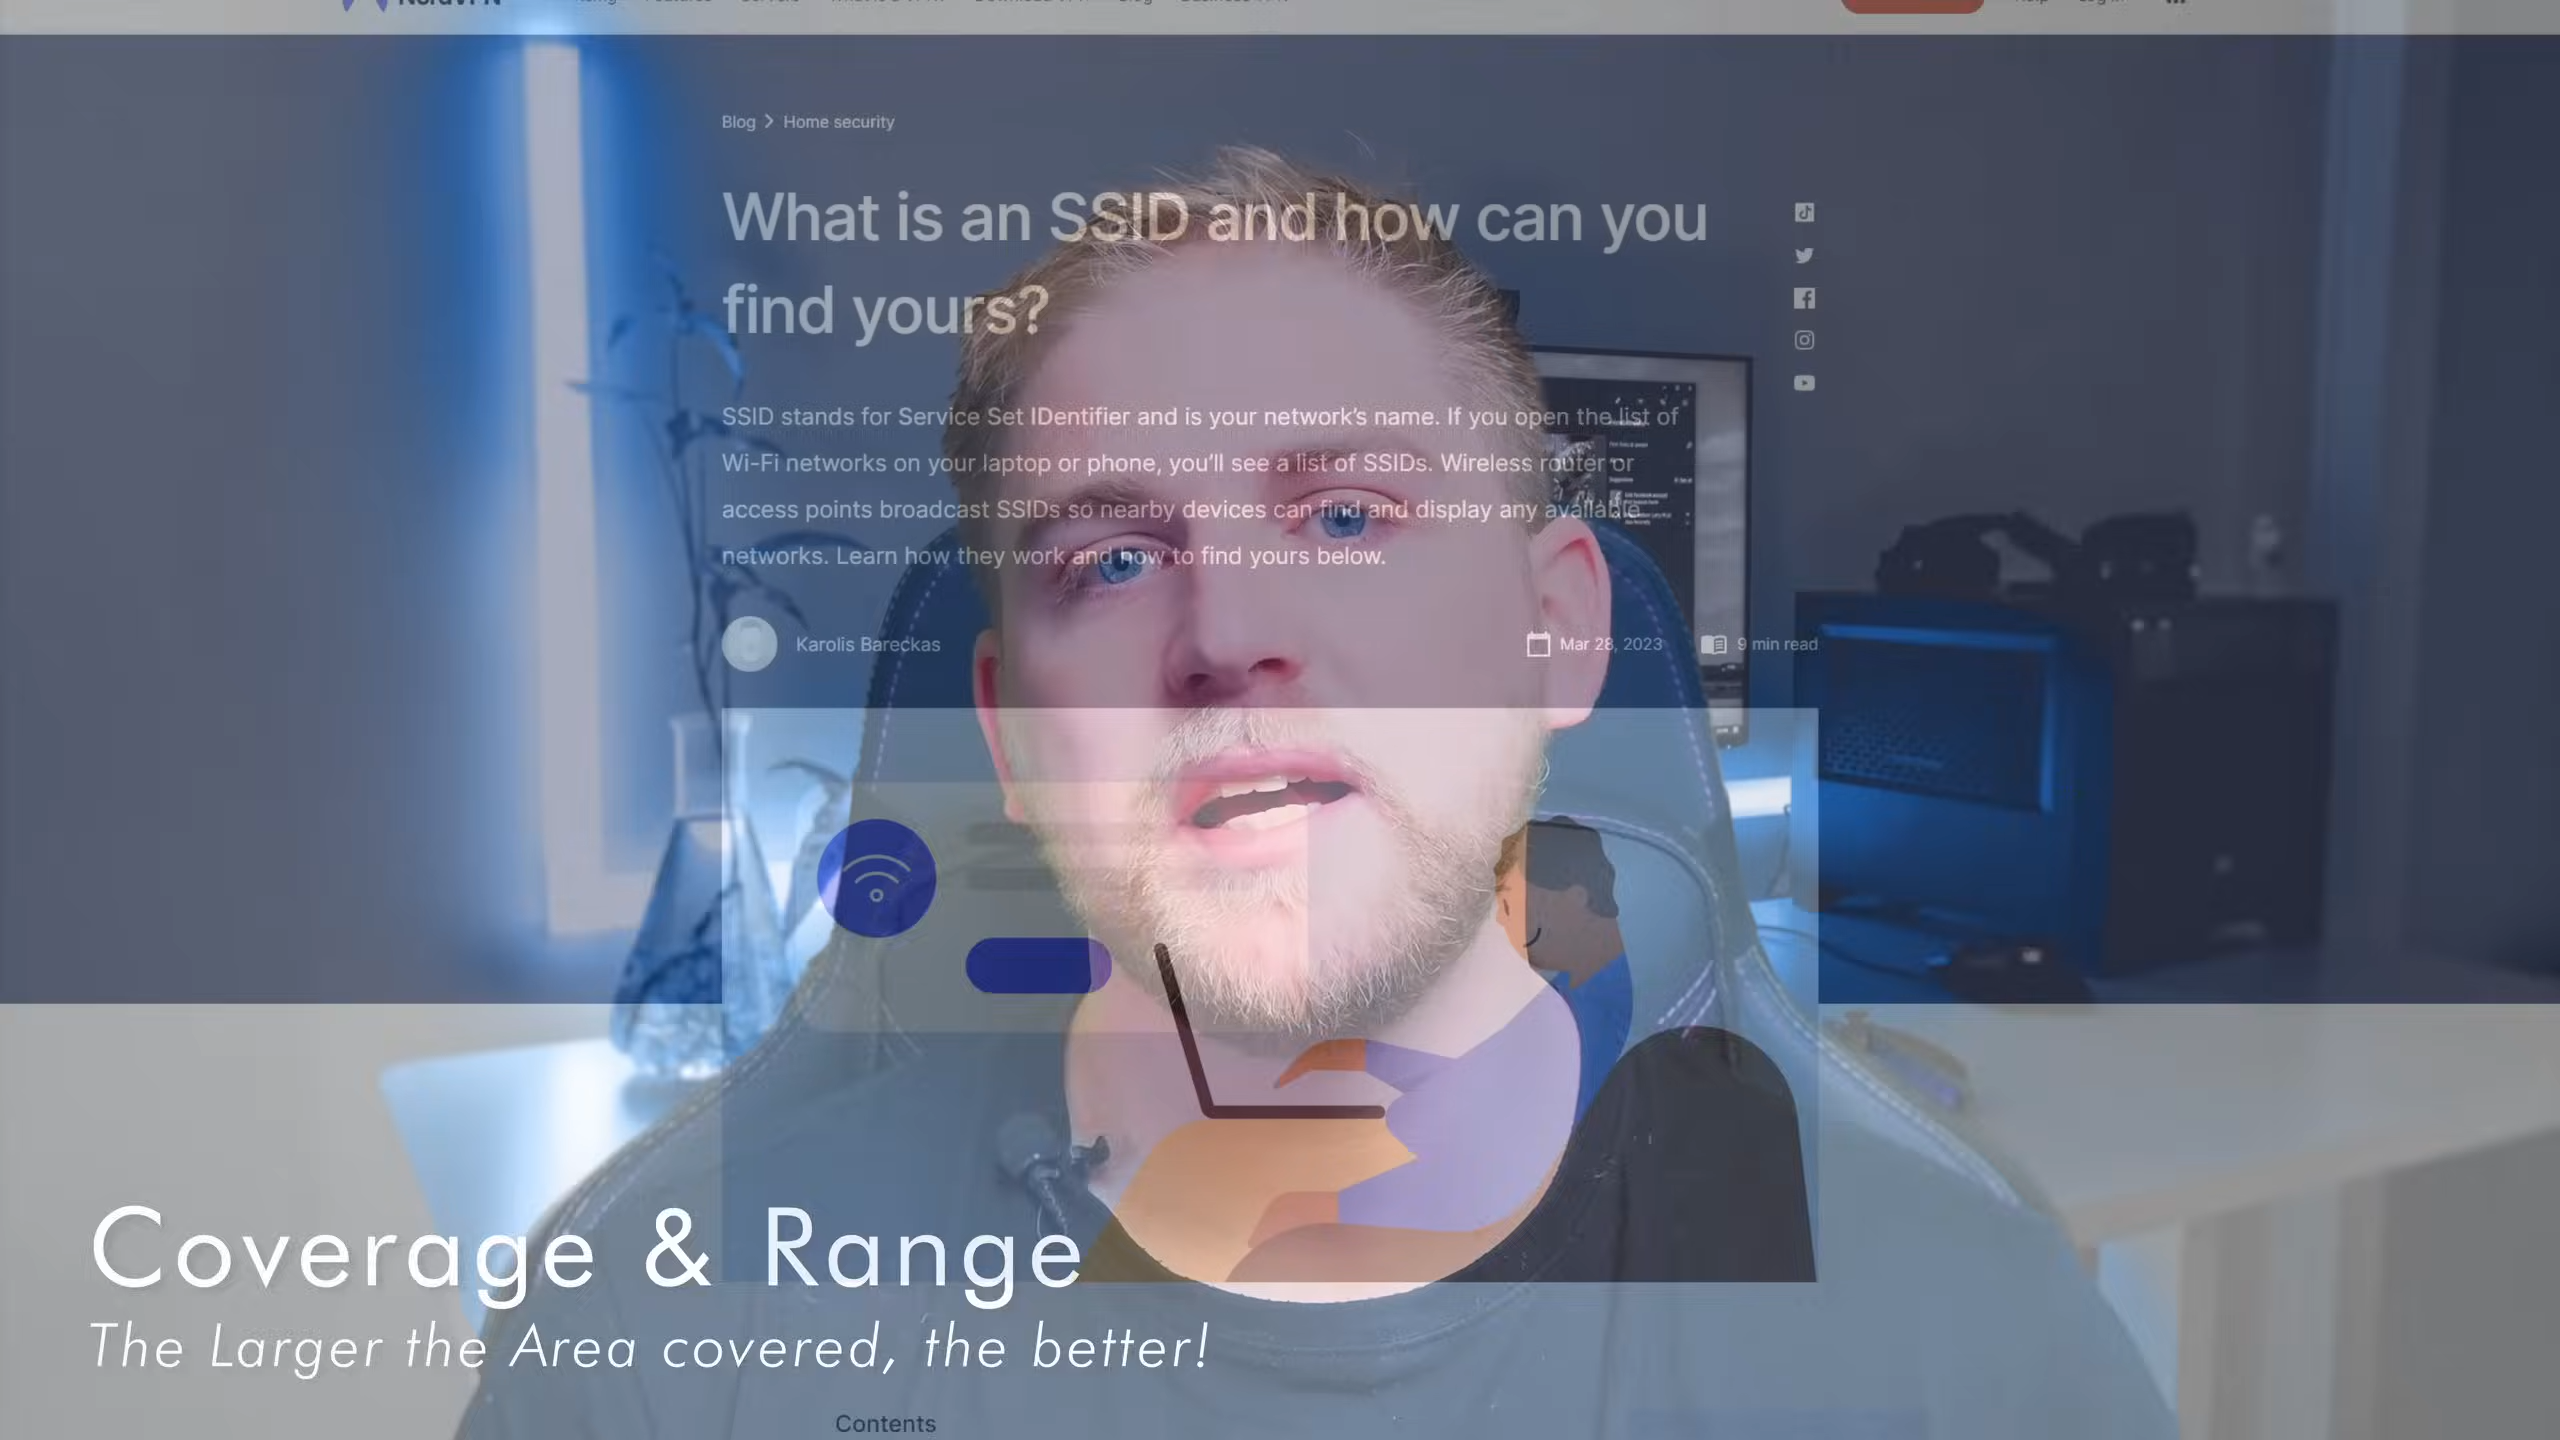 NordVPN
Blog > Home security
What is an SSID and how can you
find yours?
SSID stands for Service Set IDentifier and is your network’s name. If you open the list of
Wi-Fi networks on your laptop or phone, you’ll see a list of SSIDs. Wireless router or
access points broadcast SSIDs so nearby devices can find and display any available
networks. Learn how they work and how to find yours below.
Karolis Bareckas
Mar 28, 2023
9 min read
Coverage & Range
The Larger the Area covered, the better!
Contents